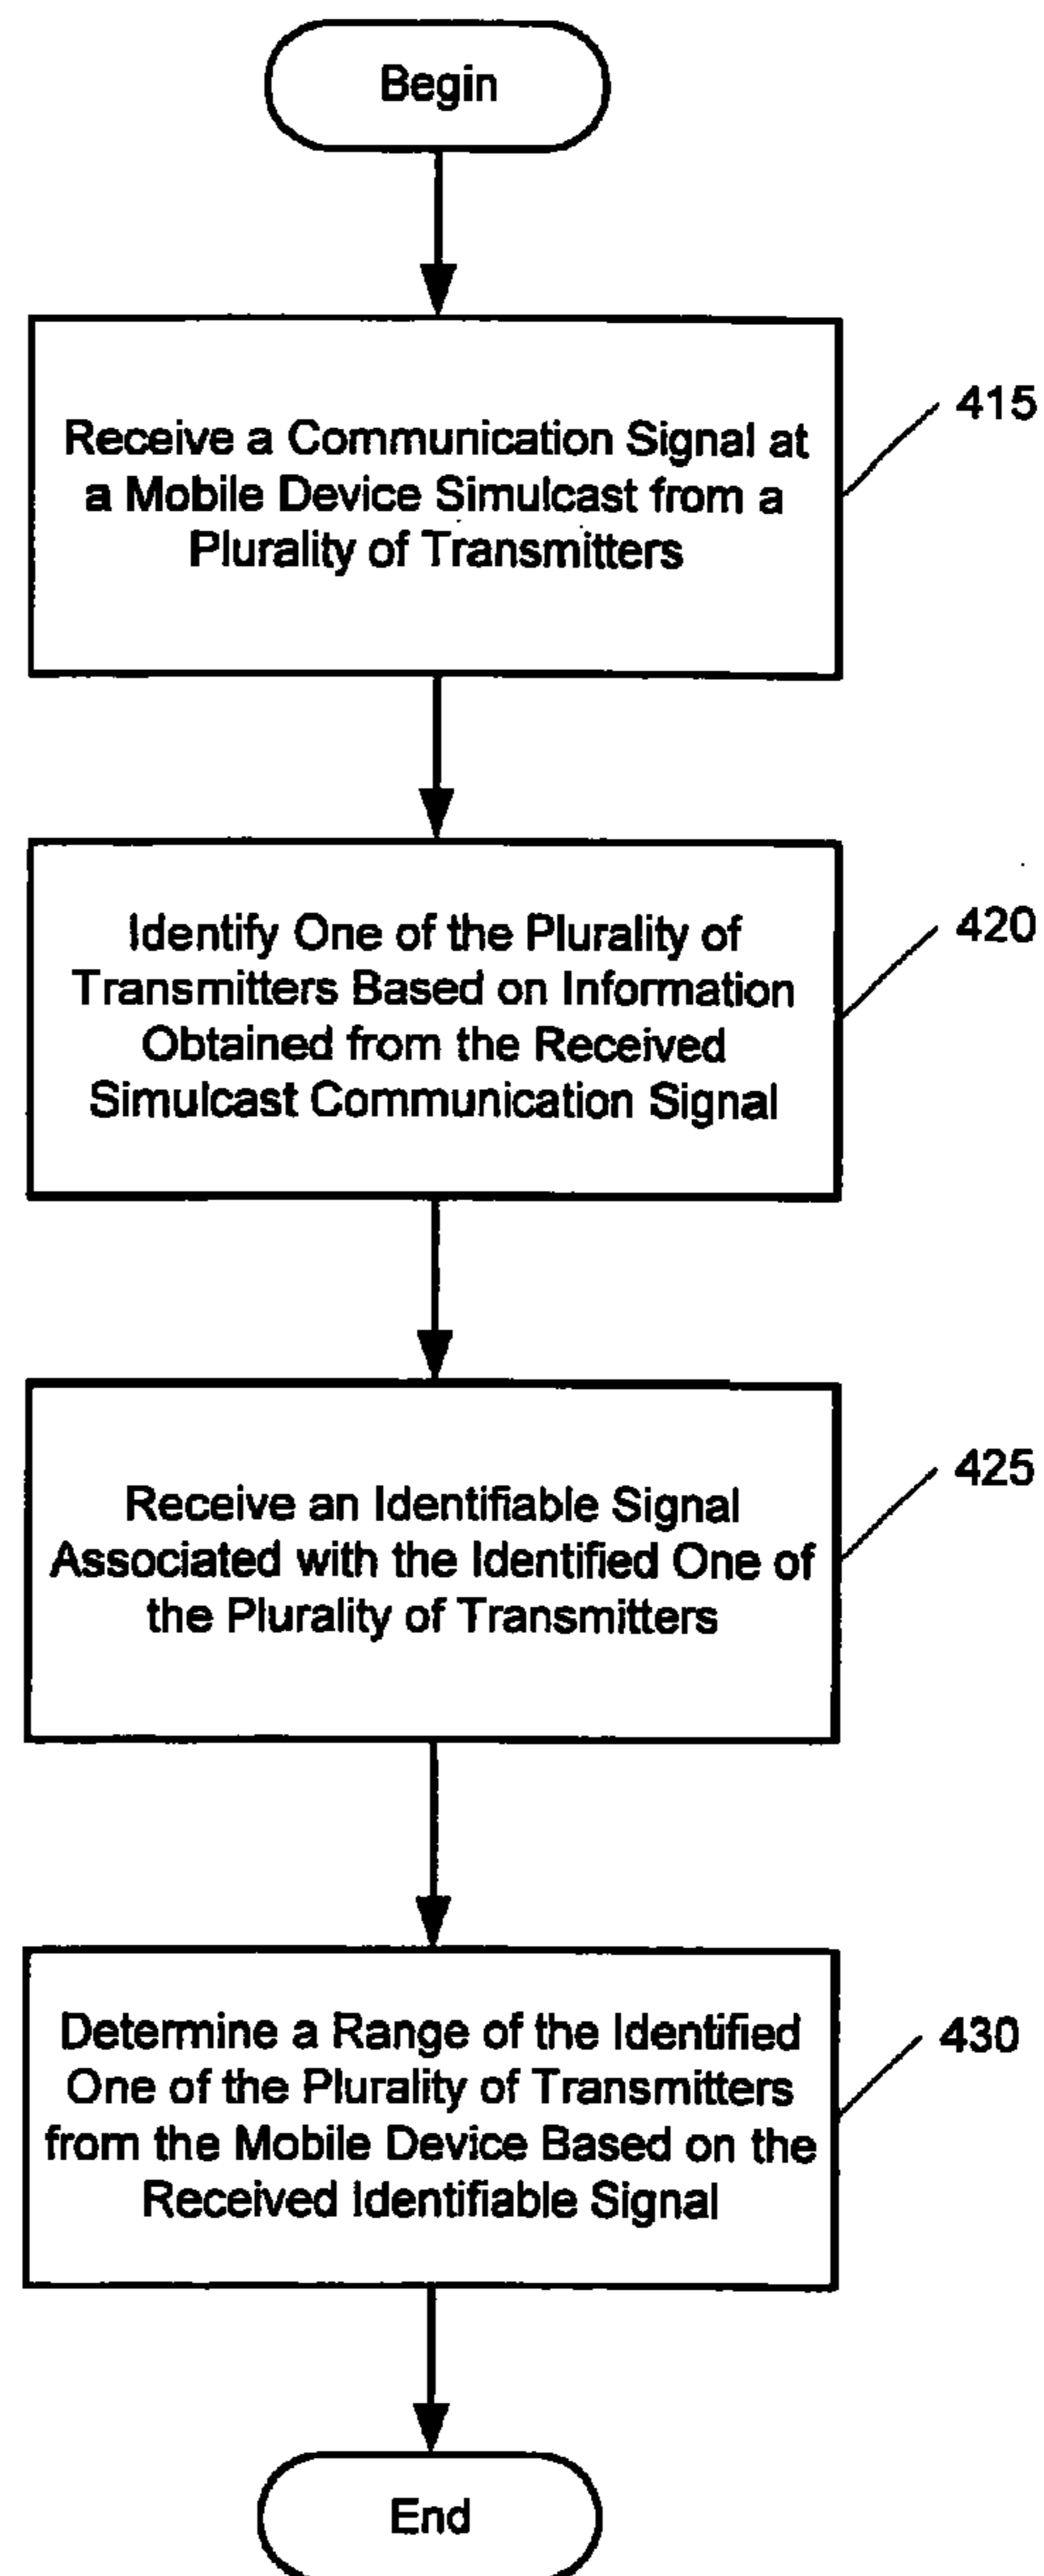 Begin
Receive a Communication Signal at
a Mobile Device Simulcast from a
Plurality of Transmitters
415
Identify One of the Plurality of
Transmitters Based on Information
Obtained from the Received
Simulcast Communication Signal
420
Receive an Identifiable Signal
Associated with the Identified One of
the Plurality of Transmitters
425
Determine a Range of the Identified
One of the Plurality of Transmitters
from the Mobile Device Based on the
Received Identifiable Signal
430
End